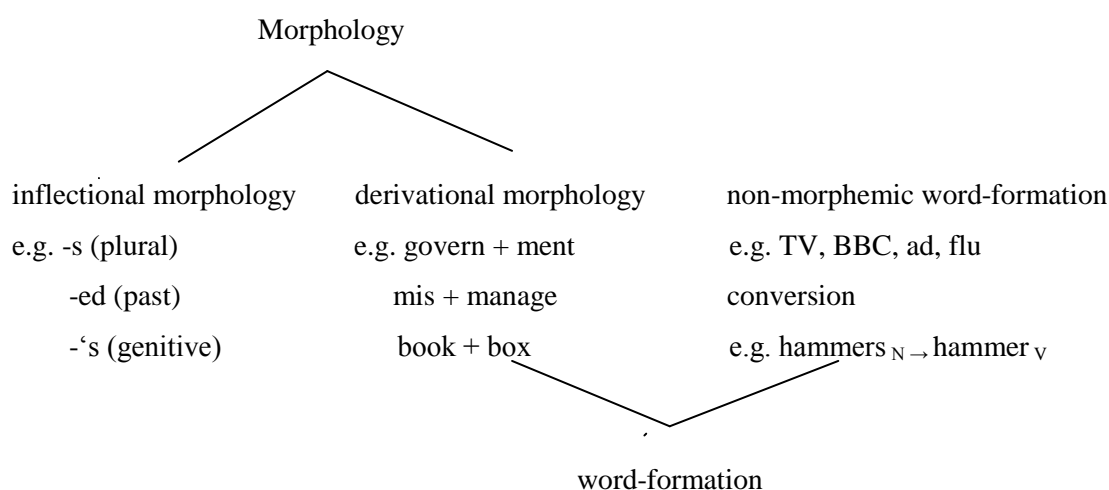 Morphology
inflectional morphology derivational morphology non-morphemic word-formation
e.g. -s (plural) e.g. govern + ment e.g. TV, BBC, ad, flu
-ed (past) mis + manage conversion
-‘s (genitive) book + box e.g. hammers N → hammer V
word-formation